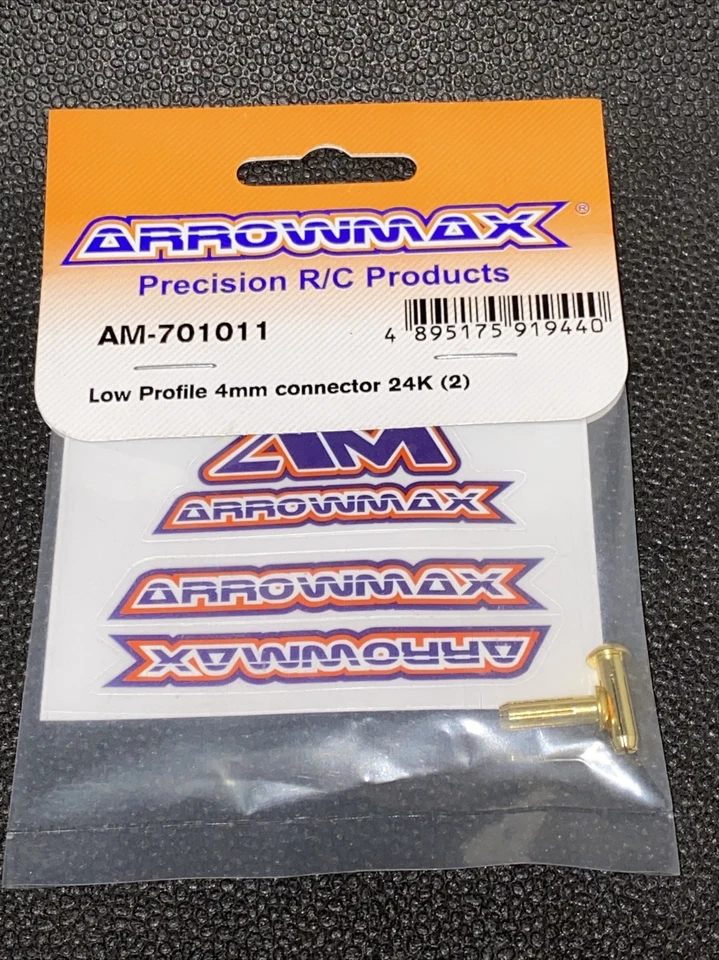 ARROWMAX®
Precision R/C Products
AM-701011
4 895175 919440
Low Profile 4mm connector 24K (2)
AM
ARROWMAX
ARROWMAX
ARROWMAX